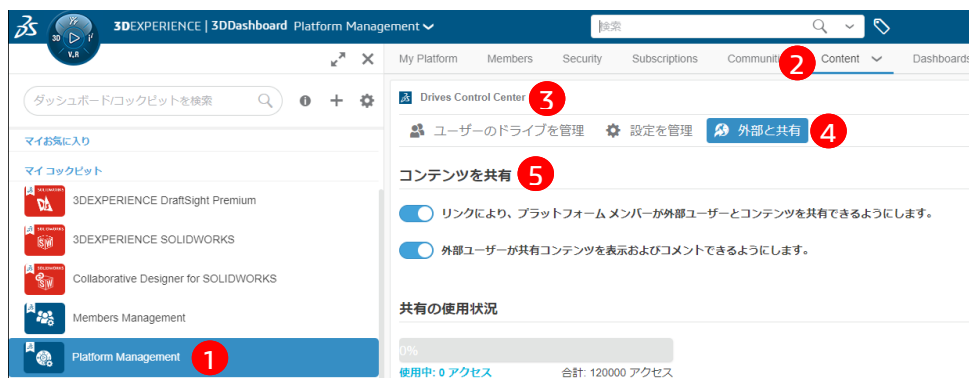 3DEXPERIENCE | 3DDashboard Platform Management
検索
3D
V.R
My Platform Members Security Subscriptions Content Dashboards
2
ダッシュボード/コックピットを検索
Drives Control Center
3
ユーザーのドライブを管理 設定を管理 外部と共有
4
マイお気に入り
マイ コックピット
コンテンツを共有
5
3DEXPERIENCE DraftSight Premium
リンクにより、プラットフォーム メンバーが外部ユーザーとコンテンツを共有できるようにします。
3DEXPERIENCE SOLIDWORKS
外部ユーザーが共有コンテンツを表示およびコメントできるようにします。
Collaborative Designer for SOLIDWORKS
共有の使用状況
Members Management
Platform Management
1
0%
使用中: 0 アクセス 合計: 120000 アクセス